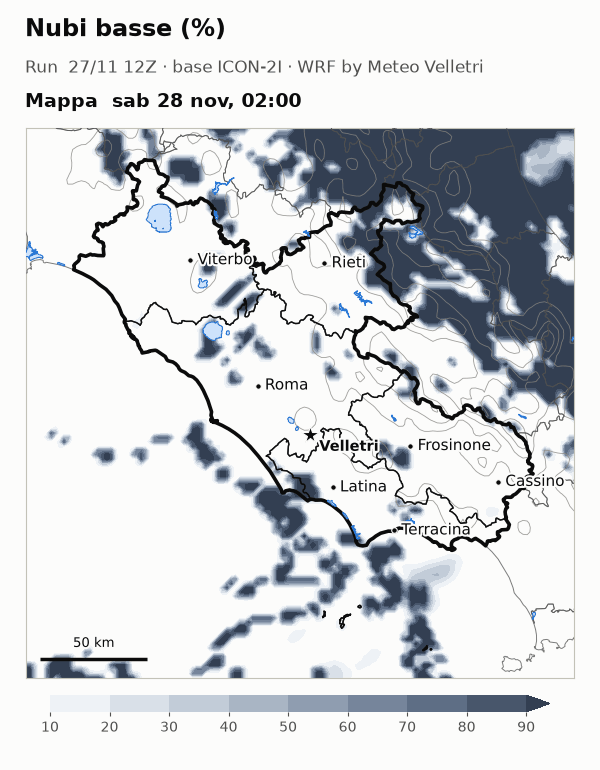 Nubi basse (%)
Run  27/11 12Z · base ICON-2I · WRF by Meteo Velletri
Mappa  sab 28 nov, 02:00
Viterbo
Rieti
Roma
Velletri
Frosinone
Cassino
Latina
Terracina
50 km
10 20 30 40 50 60 70 80 90